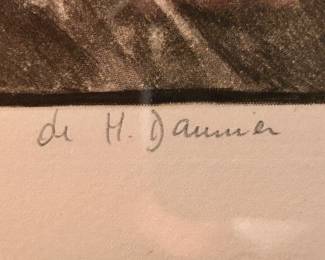 de H. Daumier